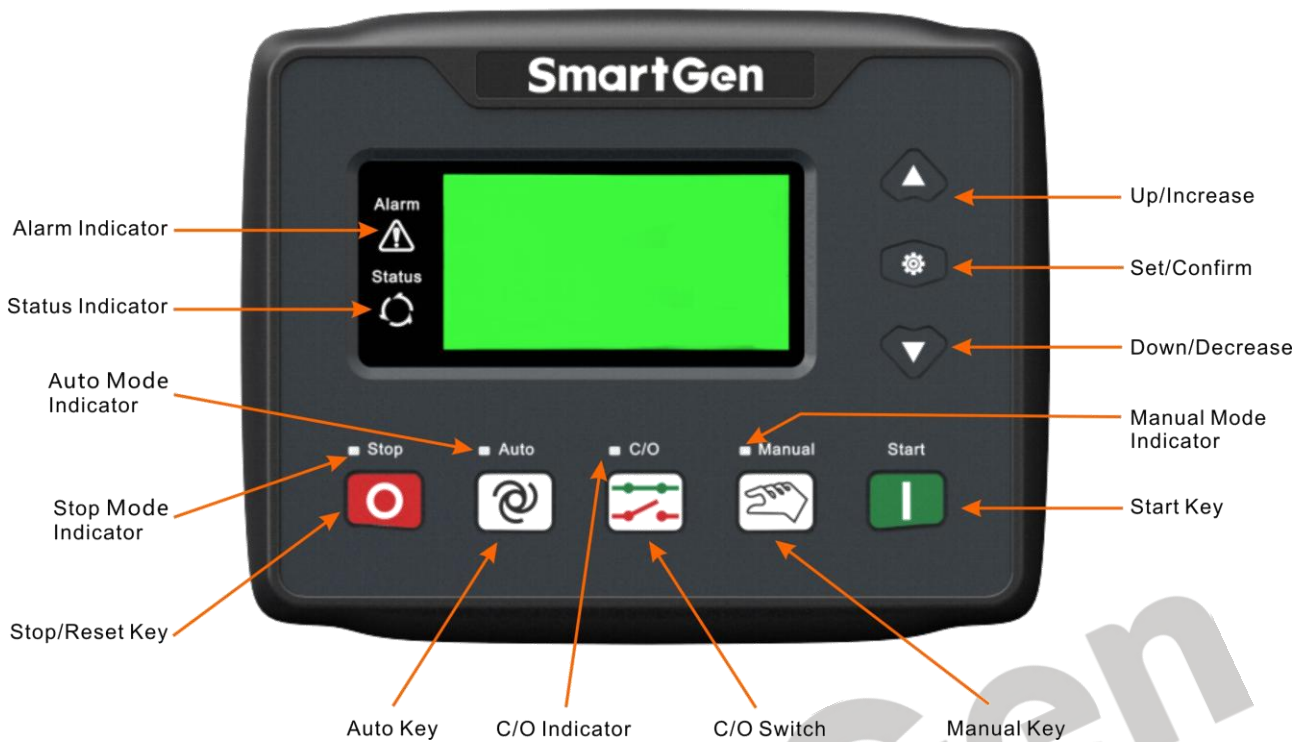 SmartGen
Alarm
Status
Stop
Auto
C/O
Manual
Start
Alarm Indicator
Status Indicator
Auto Mode
Indicator
Stop Mode
Indicator
Stop/Reset Key
Auto Key
C/O Indicator
C/O Switch
Manual Key
Up/Increase
Set/Confirm
Down/Decrease
Manual Mode
Indicator
Start Key
Gen